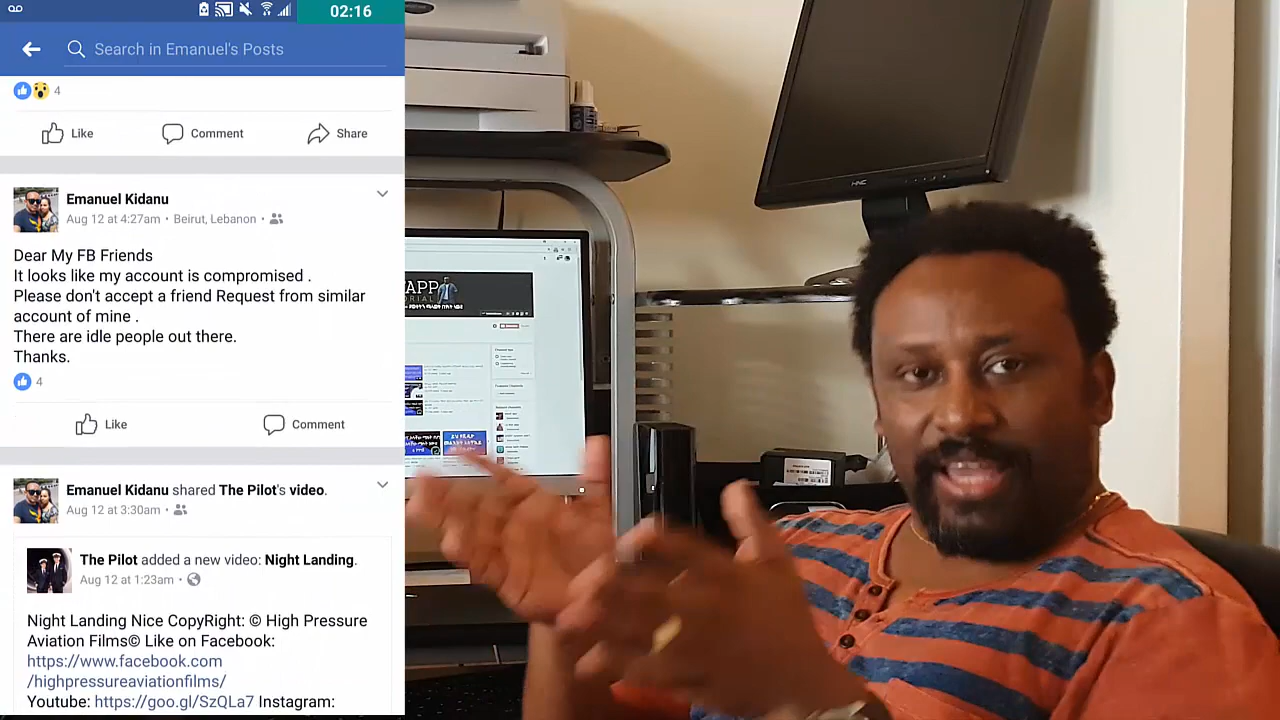 02:16
Search in Emanuel's Posts
4
Like Comment Share
Emanuel Kidanu
Aug 12 at 4:27am • Beirut, Lebanon •
Dear My FB Friends
It looks like my account is compromised .
Please don't accept a friend Request from similar
account of mine .
There are idle people out there.
Thanks.
4
Like Comment
Emanuel Kidanu shared The Pilot's video.
Aug 12 at 3:30am •
The Pilot added a new video: Night Landing.
Aug 12 at 1:23am •
Night Landing Nice CopyRight: © High Pressure
Aviation Films© Like on Facebook:
https://www.facebook.com
/highpressureaviationfilms/
Youtube: https://goo.gl/SzQLa7 Instagram:
HNC
APP